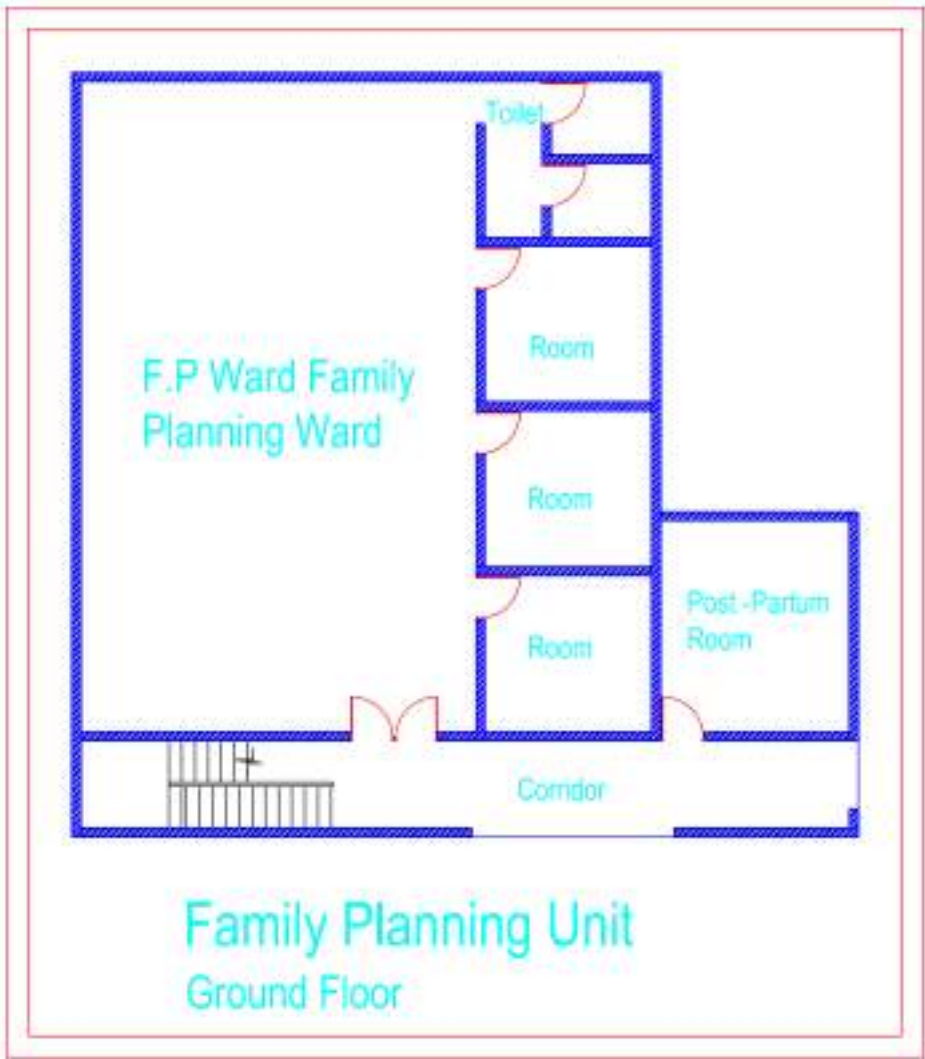 Toilet
Room
F.P Ward Family
Planning Ward
Room
Post -Partum
Room
Room
Corridor
Family Planning Unit
Ground Floor